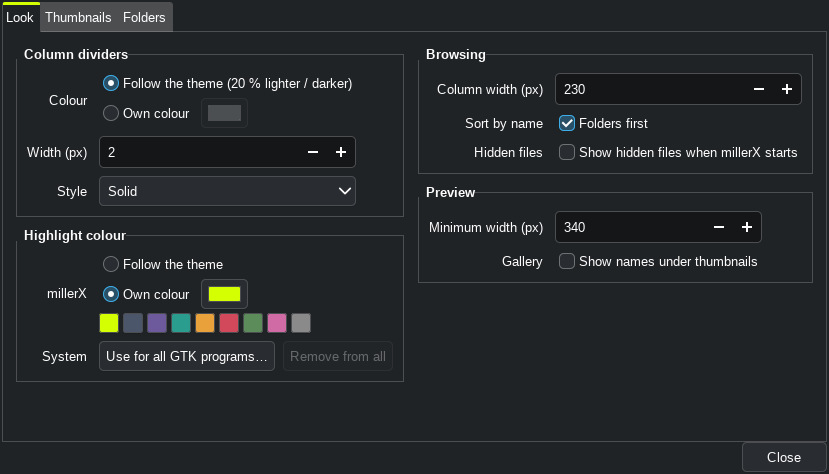 Look Thumbnails Folders
Column dividers
Colour
Follow the theme (20 % lighter / darker)
Own colour
Width (px) 2
Style Solid
Highlight colour
Follow the theme
millerX Own colour
System Use for all GTK programs… Remove from all
Browsing
Column width (px) 230
Sort by name Folders first
Hidden files Show hidden files when millerX starts
Preview
Minimum width (px) 340
Gallery Show names under thumbnails
Close